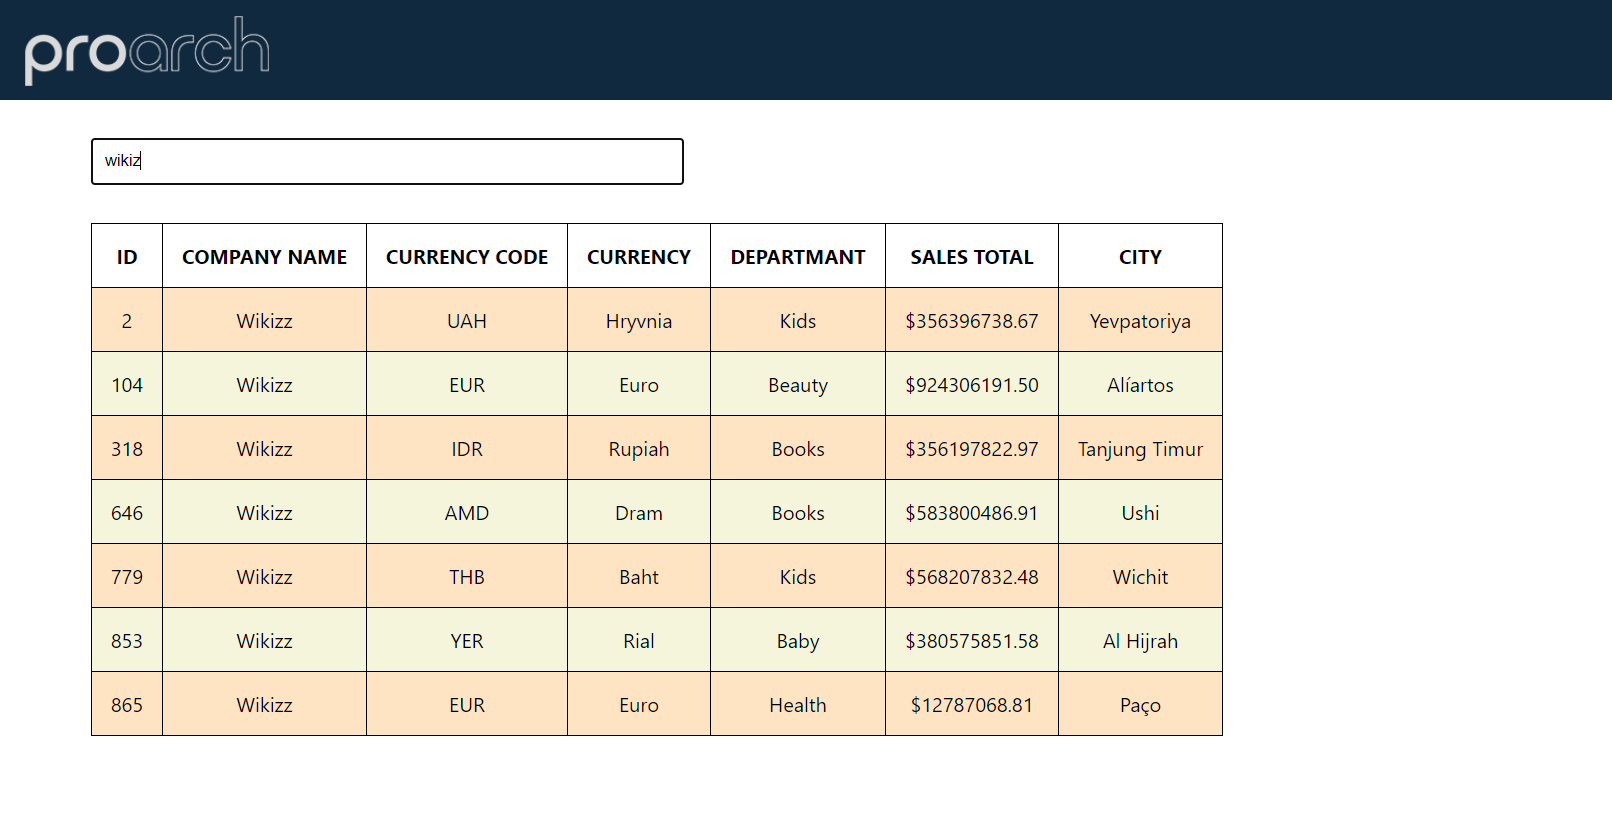 proarch
wikiz
ID COMPANY NAME CURRENCY CODE CURRENCY DEPARTMANT SALES TOTAL CITY
2 Wikizz UAH Hryvnia Kids $356396738.67 Yevpatoriya
104 Wikizz EUR Euro Beauty $924306191.50 Alíartos
318 Wikizz IDR Rupiah Books $356197822.97 Tanjung Timur
646 Wikizz AMD Dram Books $583800486.91 Ushi
779 Wikizz THB Baht Kids $568207832.48 Wichit
853 Wikizz YER Rial Baby $380575851.58 Al Hijrah
865 Wikizz EUR Euro Health $12787068.81 Paço